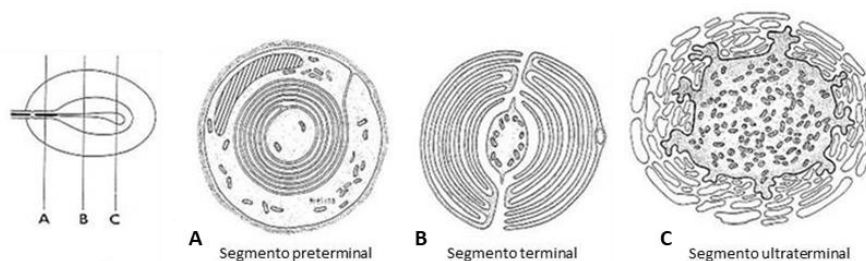 A B C
A Segmento preterminal
B Segmento terminal
C Segmento ultraterminal